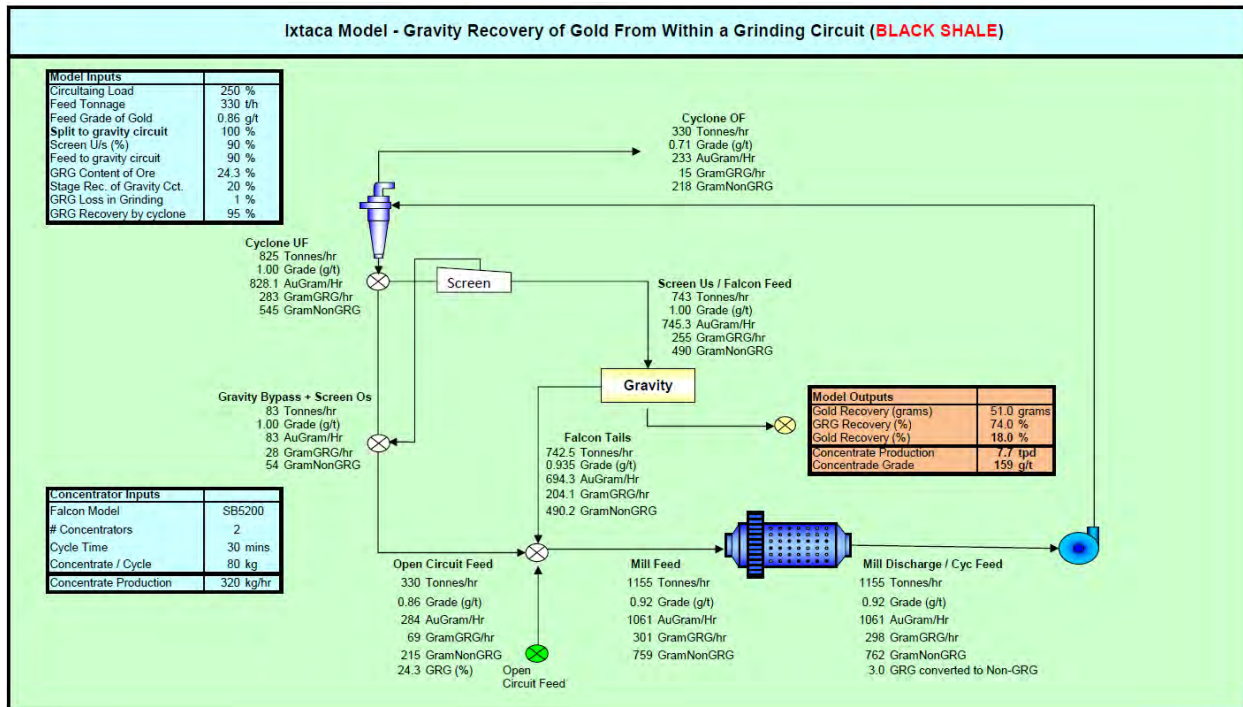 Ixtaca Model - Gravity Recovery of Gold From Within a Grinding Circuit (BLACK SHALE)
Model Inputs
Circultaing Load 250 %
Feed Tonnage 330 t/h
Feed Grade of Gold 0.86 g/t
Split to gravity circuit 100 %
Screen U/s (%) 90 %
Feed to gravity circuit 90 %
GRG Content of Ore 24.3 %
Stage Rec. of Gravity Cct. 20 %
GRG Loss in Grinding 1 %
GRG Recovery by cyclone 95 %
Cyclone OF
330 Tonnes/hr
0.71 Grade (g/t)
233 AuGram/Hr
15 GramGRG/hr
218 GramNonGRG
Cyclone UF
825 Tonnes/hr
1.00 Grade (g/t)
828.1 AuGram/Hr
283 GramGRG/hr
545 GramNonGRG
Screen
Screen Us / Falcon Feed
743 Tonnes/hr
1.00 Grade (g/t)
745.3 AuGram/Hr
255 GramGRG/hr
490 GramNonGRG
Gravity
Gravity Bypass + Screen Os
83 Tonnes/hr
1.00 Grade (g/t)
83 AuGram/Hr
28 GramGRG/hr
54 GramNonGRG
Model Outputs
Gold Recovery (grams) 51.0 grams
GRG Recovery (%) 74.0 %
Gold Recovery (%) 18.0 %
Concentrate Production 7.7 tpd
Concentrade Grade 159 g/t
Falcon Tails
742.5 Tonnes/hr
0.935 Grade (g/t)
694.3 AuGram/Hr
204.1 GramGRG/hr
490.2 GramNonGRG
Concentrator Inputs
Falcon Model SB5200
# Concentrators 2
Cycle Time 30 mins
Concentrate / Cycle 80 kg
Concentrate Production 320 kg/hr
Open Circuit Feed
330 Tonnes/hr
0.86 Grade (g/t)
284 AuGram/Hr
69 GramGRG/hr
215 GramNonGRG
24.3 GRG (%)
Open
Circuit Feed
Mill Feed
1155 Tonnes/hr
0.92 Grade (g/t)
1061 AuGram/Hr
301 GramGRG/hr
759 GramNonGRG
Mill Discharge / Cyc Feed
1155 Tonnes/hr
0.92 Grade (g/t)
1061 AuGram/Hr
298 GramGRG/hr
762 GramNonGRG
3.0 GRG converted to Non-GRG